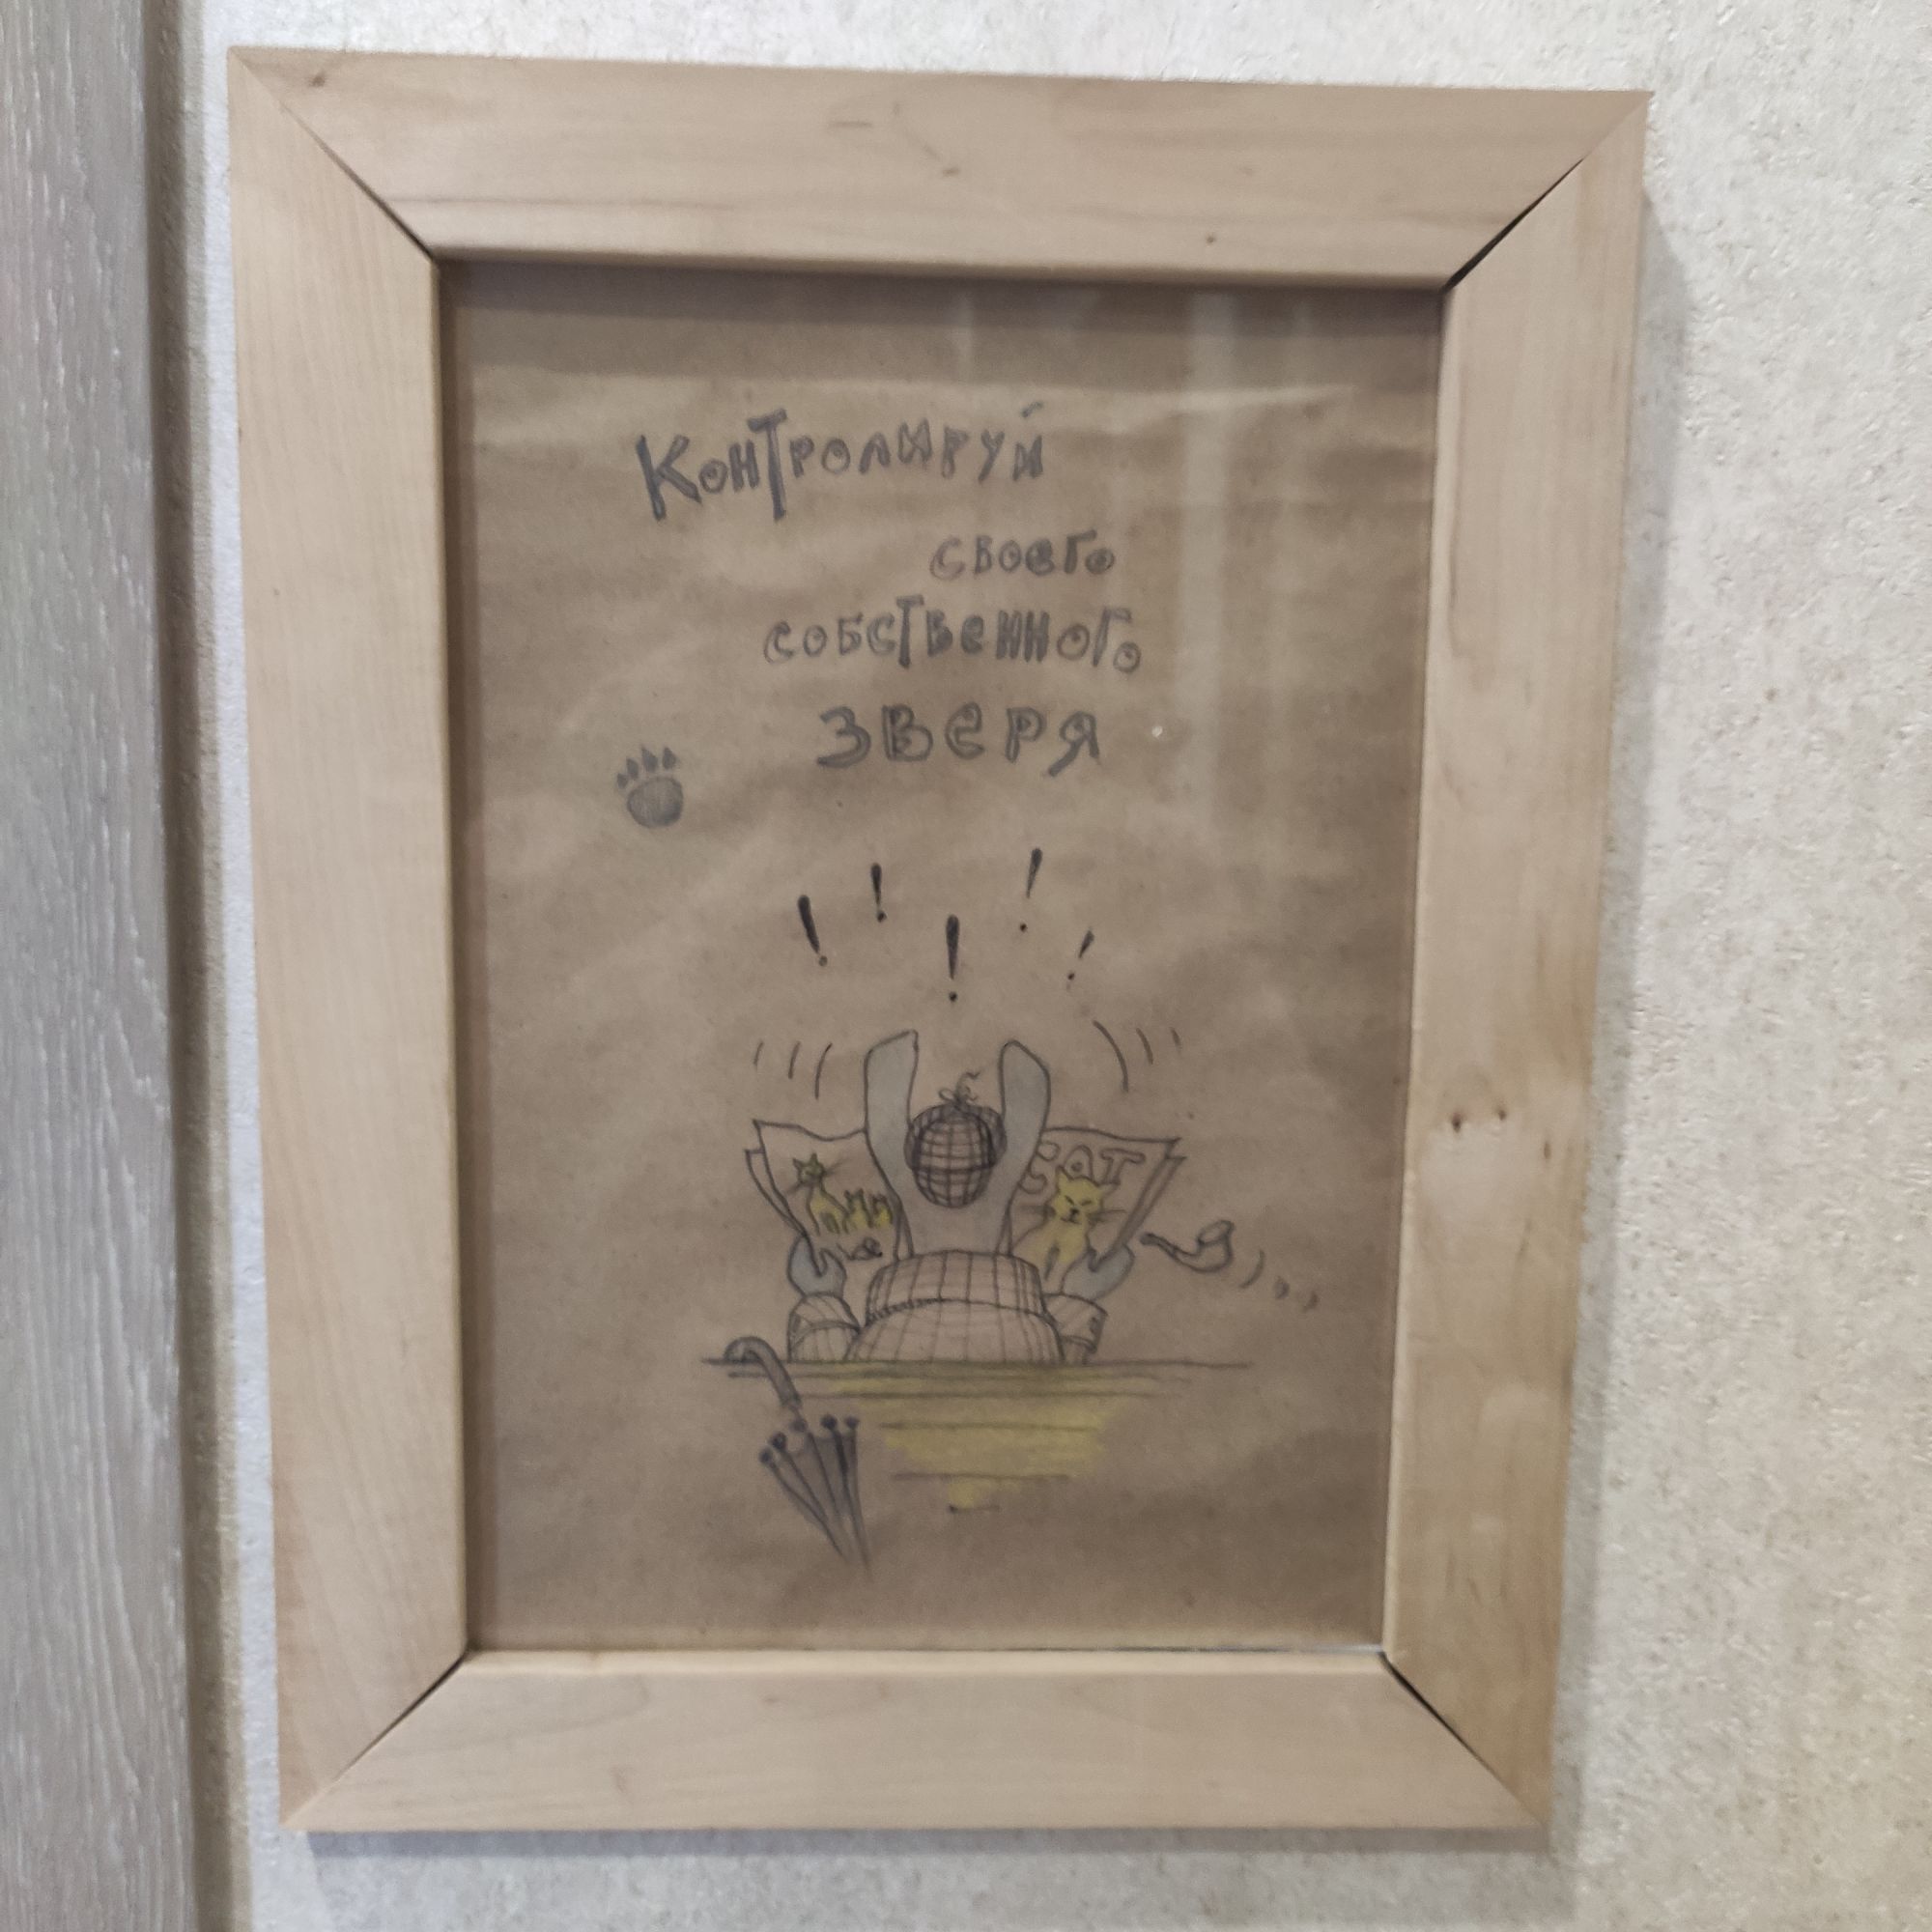 Контролируй
своего
собственного
зверя
! ! ! ! !
CAT